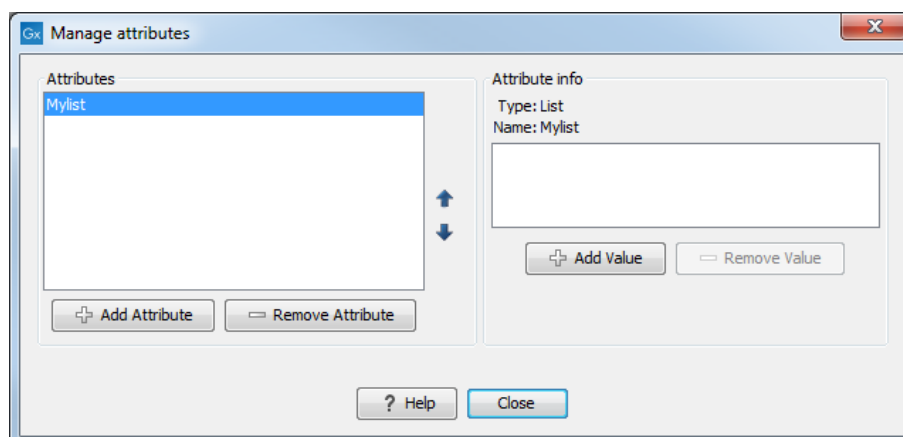 Gx Manage attributes
Attributes
Mylist
Add Attribute
Remove Attribute
Attribute info
Type: List
Name: Mylist
Add Value
Remove Value
? Help
Close